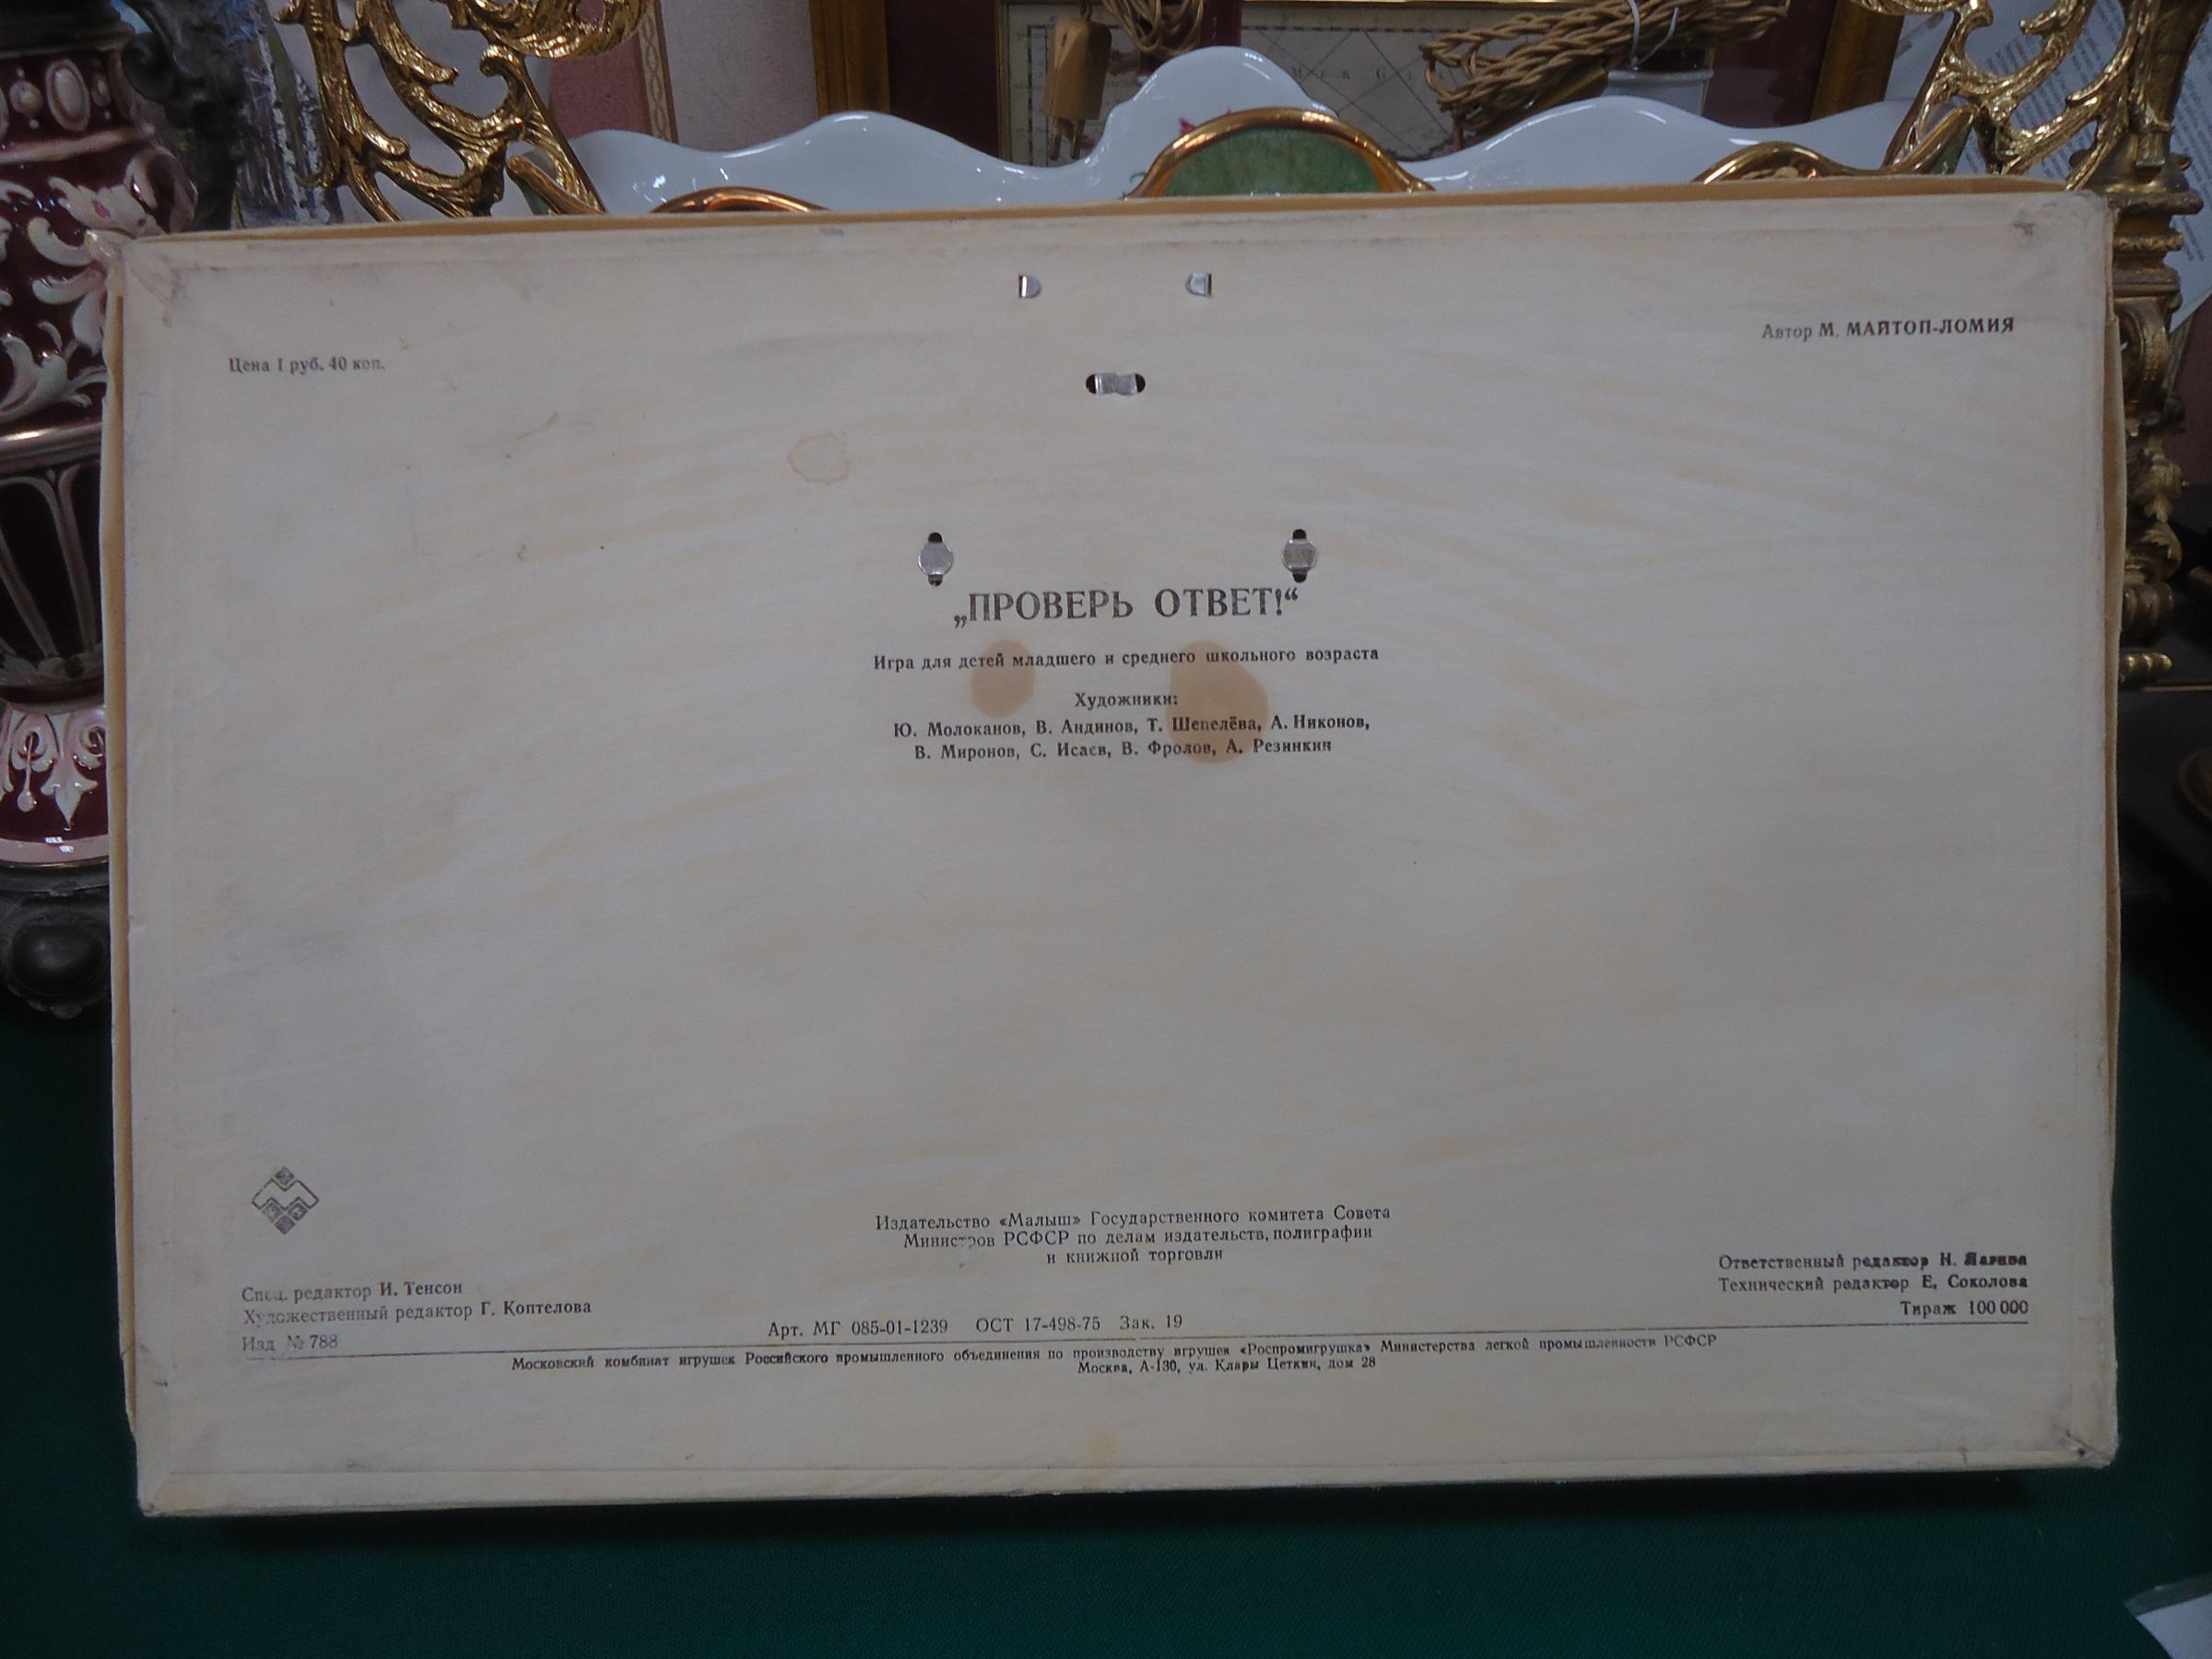 Цена 1 руб. 40 коп.
Автор М. МАЙТОП-ЛОМИЯ
„ПРОВЕРЬ ОТВЕТ!“
Игра для детей младшего и среднего школьного возраста
Художники:
Ю. Молоканов, В. Андинов, Т. Шепелёва, А. Никонов,
В. Миронов, С. Исаев, В. Фролов, А. Резинкин
Издательство «Малыш» Государственного комитета Совета
Министров РСФСР по делам издательств, полиграфии
и книжной торговли
Спец. редактор И. Тенсон
Художественный редактор Г. Коптелова
Изд № 788
Арт. МГ 085-01-1239 ОСТ 17-498-75 Зак. 19
Ответственный редактор Н.
Технический редактор Е. Соколова
Тираж 100 000
Московский комбинат игрушек Российского промышленного объединения по производству игрушек «Роспромигрушка» Министерства легкой промышленности РСФСР
Москва, А-130, ул. Клары Цеткин, дом 28